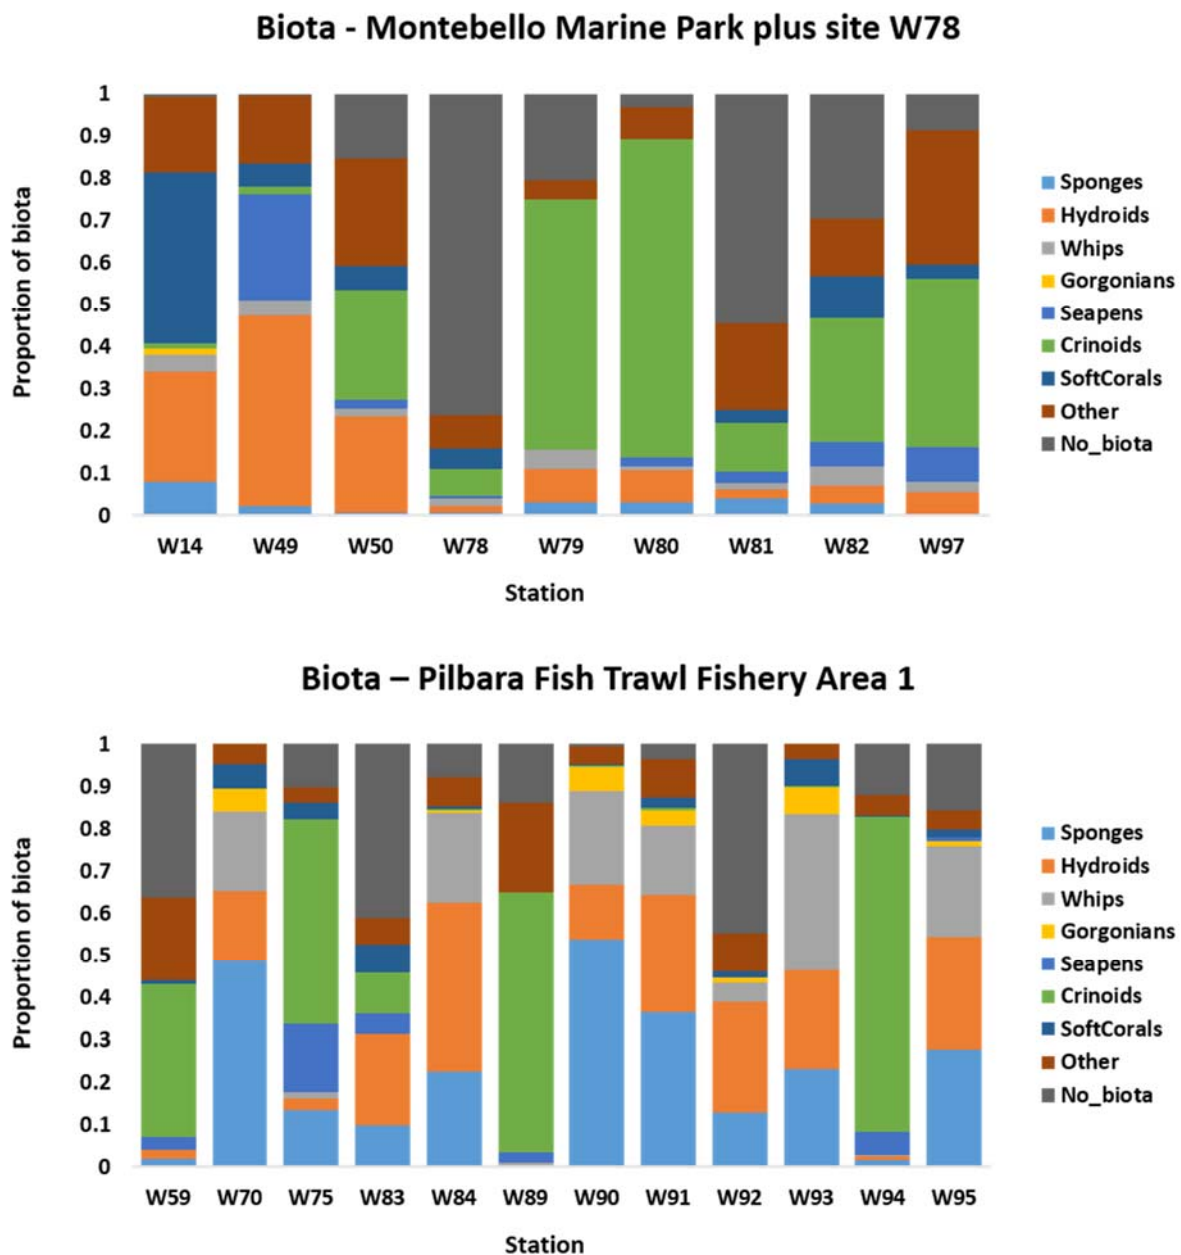 Biota - Montebello Marine Park plus site W78
Proportion of biota
1
0.9
0.8
0.7
0.6
0.5
0.4
0.3
0.2
0.1
0
W14 W49 W50 W78 W79 W80 W81 W82 W97
Station
Sponges
Hydroids
Whips
Gorgonians
Seapens
Crinoids
SoftCorals
Other
No_biota
Biota – Pilbara Fish Trawl Fishery Area 1
Proportion of biota
1
0.9
0.8
0.7
0.6
0.5
0.4
0.3
0.2
0.1
0
W59 W70 W75 W83 W84 W89 W90 W91 W92 W93 W94 W95
Station
Sponges
Hydroids
Whips
Gorgonians
Seapens
Crinoids
SoftCorals
Other
No_biota